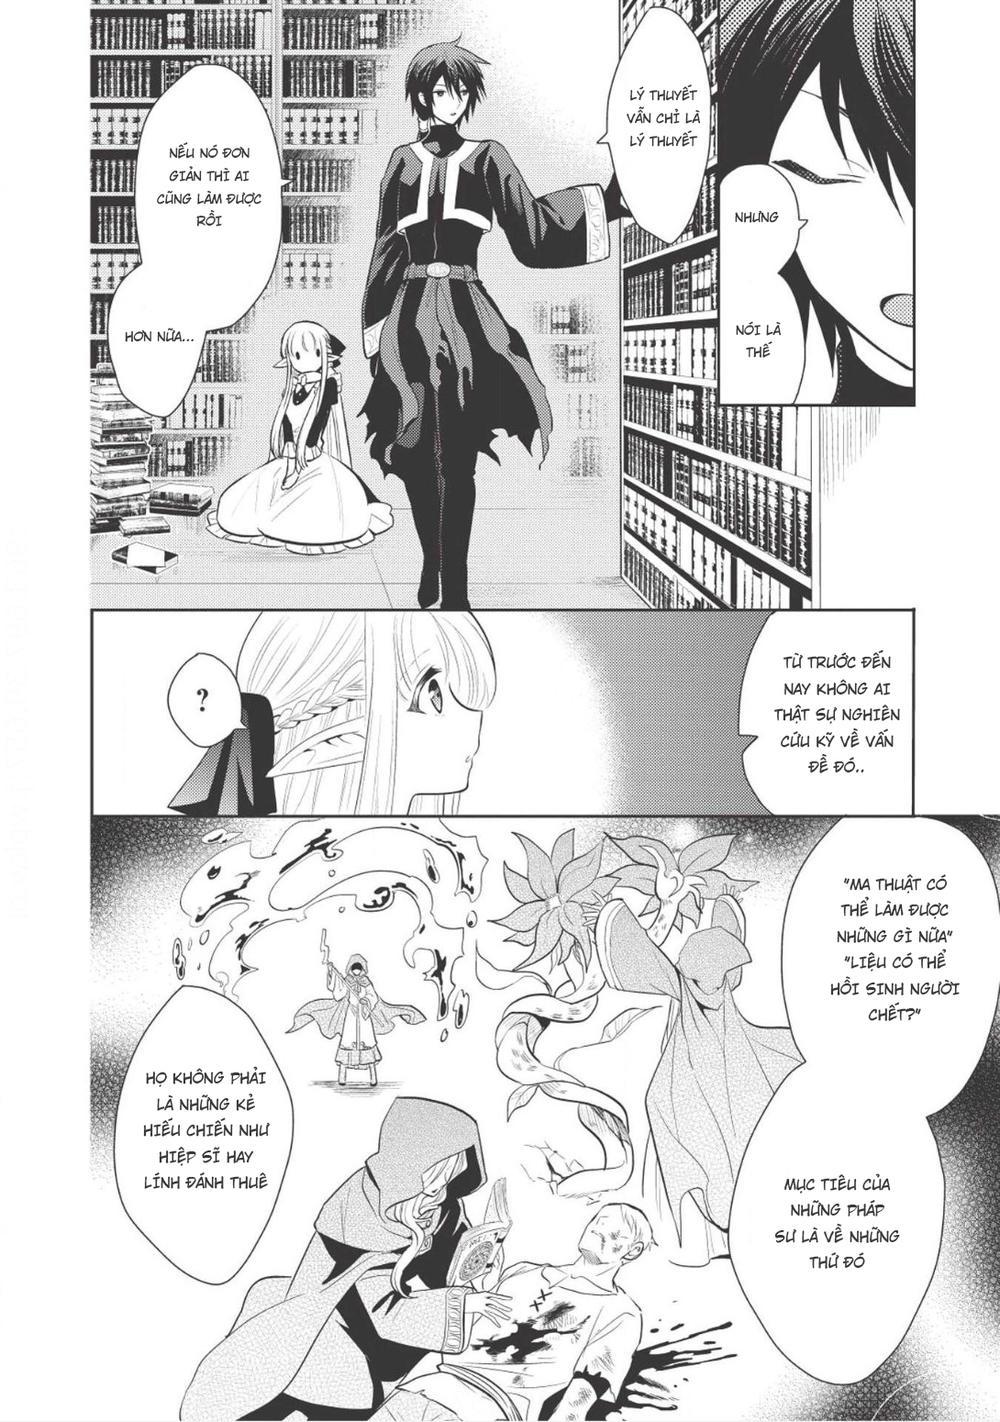 NHƯNG
NÓI LÀ
THẾ
LÝ THUYẾT
VẪN CHỈ LÀ
LÝ THUYẾT
NẾU NÓ ĐƠN
GIẢN THÌ AI
CŨNG LÀM ĐƯỢC
RỒI
HƠN NỮA...
TỪ TRƯỚC ĐẾN
NAY KHÔNG AI
THẬT SỰ NGHIÊN
CỨU KỸ VỀ VẤN
ĐỀ ĐÓ..
?
"MA THUẬT CÓ
THỂ LÀM ĐƯỢC
NHỮNG GÌ NỮA"
"LIỆU CÓ THỂ
HỒI SINH NGƯỜI
CHẾT?"
MỤC TIÊU CỦA
NHỮNG PHÁP
SƯ LÀ VỀ NHỮNG
THỨ ĐÓ
HỌ KHÔNG PHẢI
LÀ NHỮNG KẺ
HIẾU CHIẾN NHƯ
HIỆP SĨ HAY
LÍNH ĐÁNH THUÊ